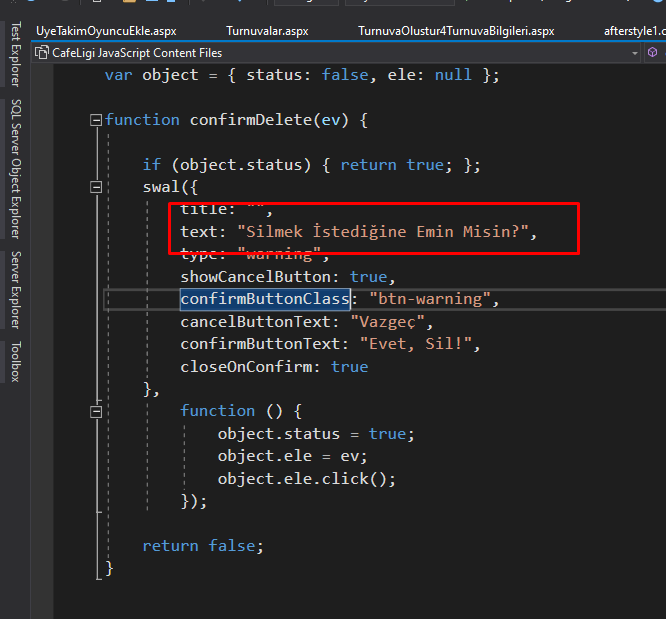 UyeTakimOyuncuEkle.aspx Turnuvalar.aspx TurnuvaOlustur4TurnuvaBilgileri.aspx afterstyle1.c
CafeLigi JavaScript Content Files
Test Explorer
SQL Server Object Explorer
Server Explorer
Toolbox
var object = { status: false, ele: null };
function confirmDelete(ev) {
if (object.status) { return true; };
swal({
title: "",
text: "Silmek İstediğine Emin Misin?",
type: "warning",
showCancelButton: true,
confirmButtonClass: "btn-warning",
cancelButtonText: "Vazgeç",
confirmButtonText: "Evet, Sil!",
closeOnConfirm: true
},
function () {
object.status = true;
object.ele = ev;
object.ele.click();
});
return false;
}